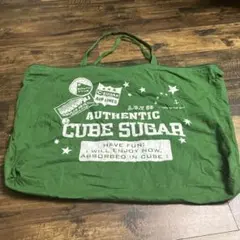 AUTHENTIC
CUBE SUGAR
HAVE FUN!
I WILL ENJOY NOW,
ABSORBED IN CUBE!